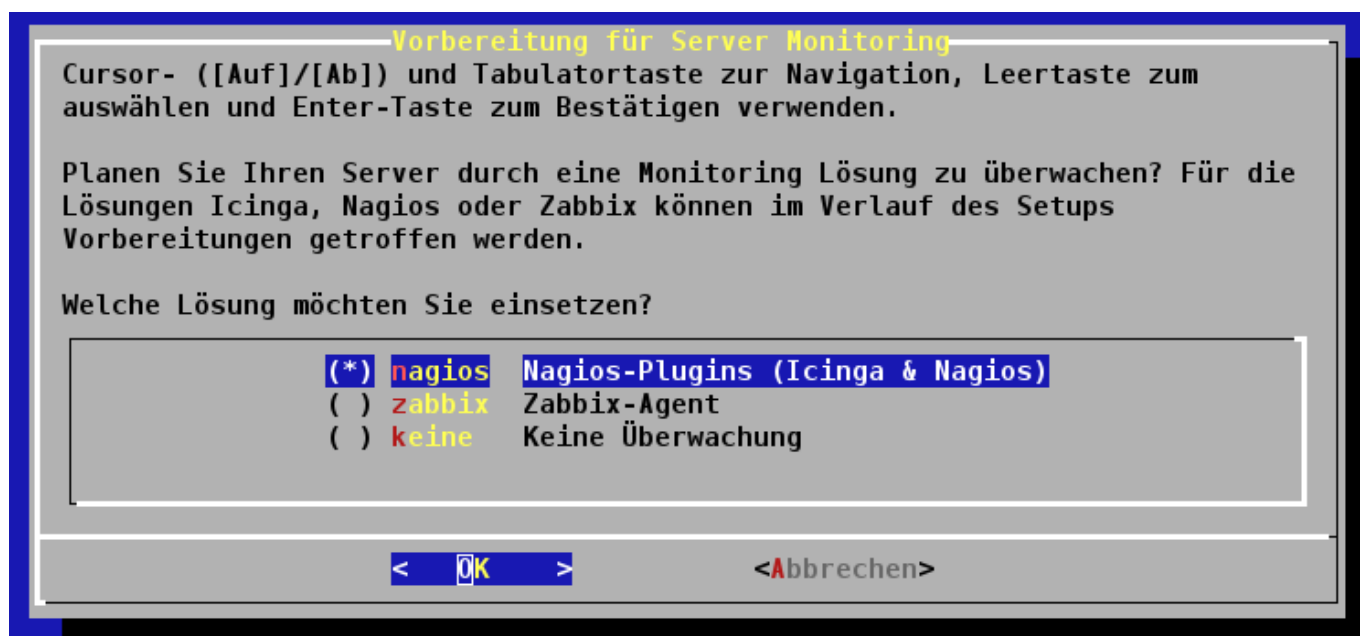 Vorbereitung für Server Monitoring
Cursor- ([Auf]/[Ab]) und Tabulatortaste zur Navigation, Leertaste zum
auswählen und Enter-Taste zum Bestätigen verwenden.
Planen Sie Ihren Server durch eine Monitoring Lösung zu überwachen? Für die
Lösungen Icinga, Nagios oder Zabbix können im Verlauf des Setups
Vorbereitungen getroffen werden.
Welche Lösung möchten Sie einsetzen?
(*) nagios Nagios-Plugins (Icinga & Nagios)
( ) zabbix Zabbix-Agent
( ) keine Keine Überwachung
< OK > <Abbrechen>